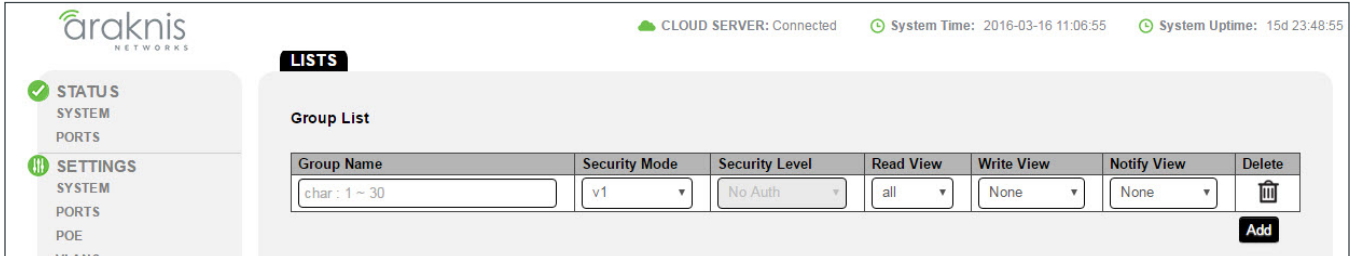 araknis
NETWORKS
CLOUD SERVER: Connected System Time: 2016-03-16 11:06:55 System Uptime: 15d 23:48:55
LISTS
STATUS
SYSTEM
PORTS
SETTINGS
SYSTEM
PORTS
POE
Group List
Group Name Security Mode Security Level Read View Write View Notify View Delete
char : 1 ~ 30 v1 No Auth all None None
Add